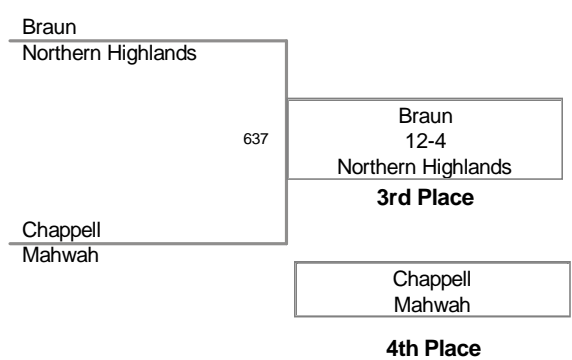 Braun
Northern Highlands
637
Braun
12-4
Northern Highlands
3rd Place
Chappell
Mahwah
Chappell
Mahwah
4th Place